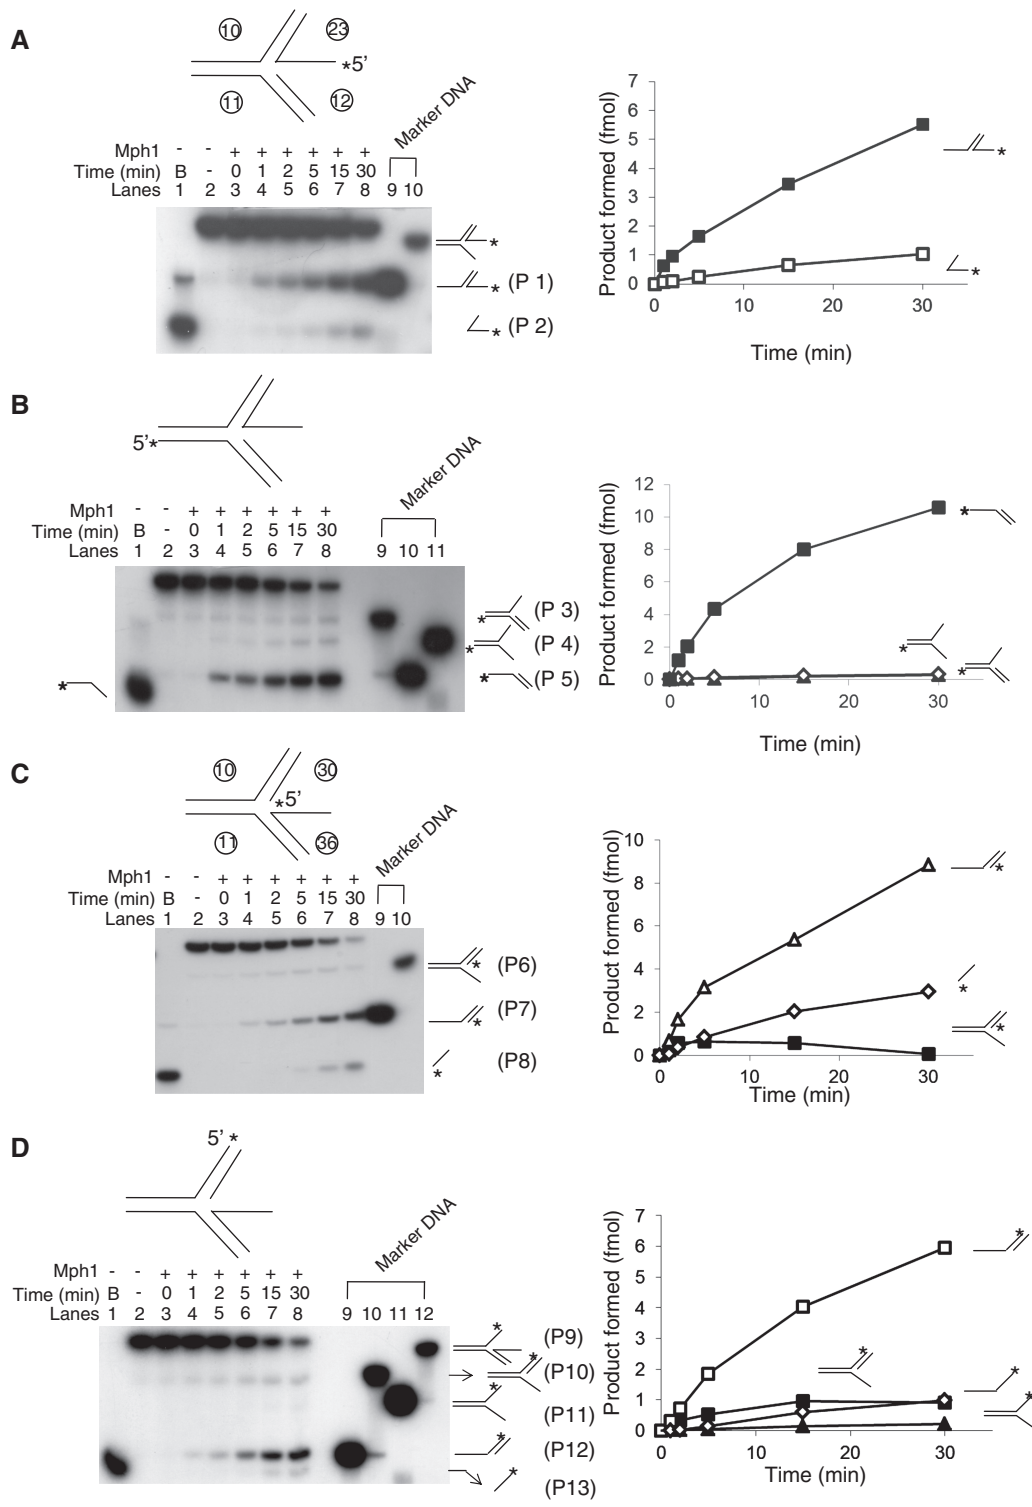 A
10 23
*5'
11 12
Marker DNA
Mph1 - - + + + + + +
Time (min) B - 0 1 2 5 15 30
Lanes 1 2 3 4 5 6 7 8 9 10
*
* (P 1)
* (P 2)
Product formed (fmol)
7
6
5
4
3
2
1
0
0 10 20 30
Time (min)
*
*
B
5'*
Marker DNA
Mph1 - - + + + + + +
Time (min) B - 0 1 2 5 15 30
Lanes 1 2 3 4 5 6 7 8 9 10 11
* (P 3)
* (P 4)
* (P 5)
*
Product formed (fmol)
12
10
8
6
4
2
0
0 10 20 30
Time (min)
*
*
*
C
10 30
*5'
11 36
Marker DNA
Mph1 - - + + + + + +
Time (min) B - 0 1 2 5 15 30
Lanes 1 2 3 4 5 6 7 8 9 10
* (P6)
* (P7)
* (P8)
Product formed (fmol)
10
8
6
4
2
0
0 10 20 30
Time (min)
*
*
*
D
5' *
Marker DNA
Mph1 - - + + + + + +
Time (min) B - 0 1 2 5 15 30
Lanes 1 2 3 4 5 6 7 8 9 10 11 12
* (P9)
* (P10)
* (P11)
* (P12)
* (P13)
Product formed (fmol)
7
6
5
4
3
2
1
0
0 10 20 30
Time (min)
*
*
*
*